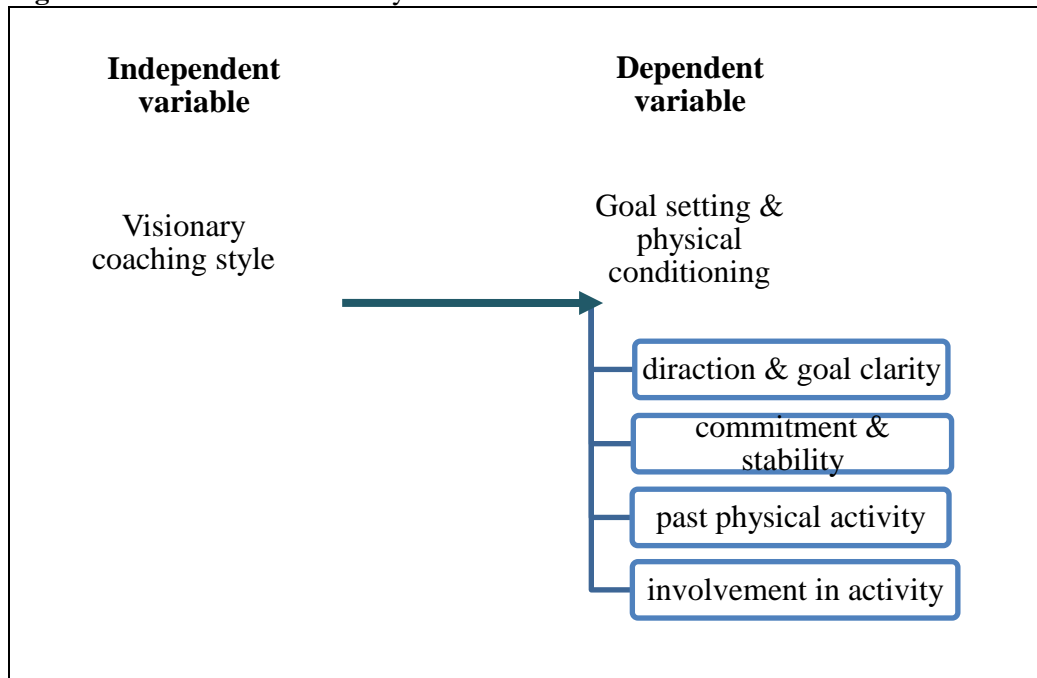 Independent
variable
Dependent
variable
Visionary
coaching style
Goal setting &
physical
conditioning
diraction & goal clarity
commitment &
stability
past physical activity
involvement in activity